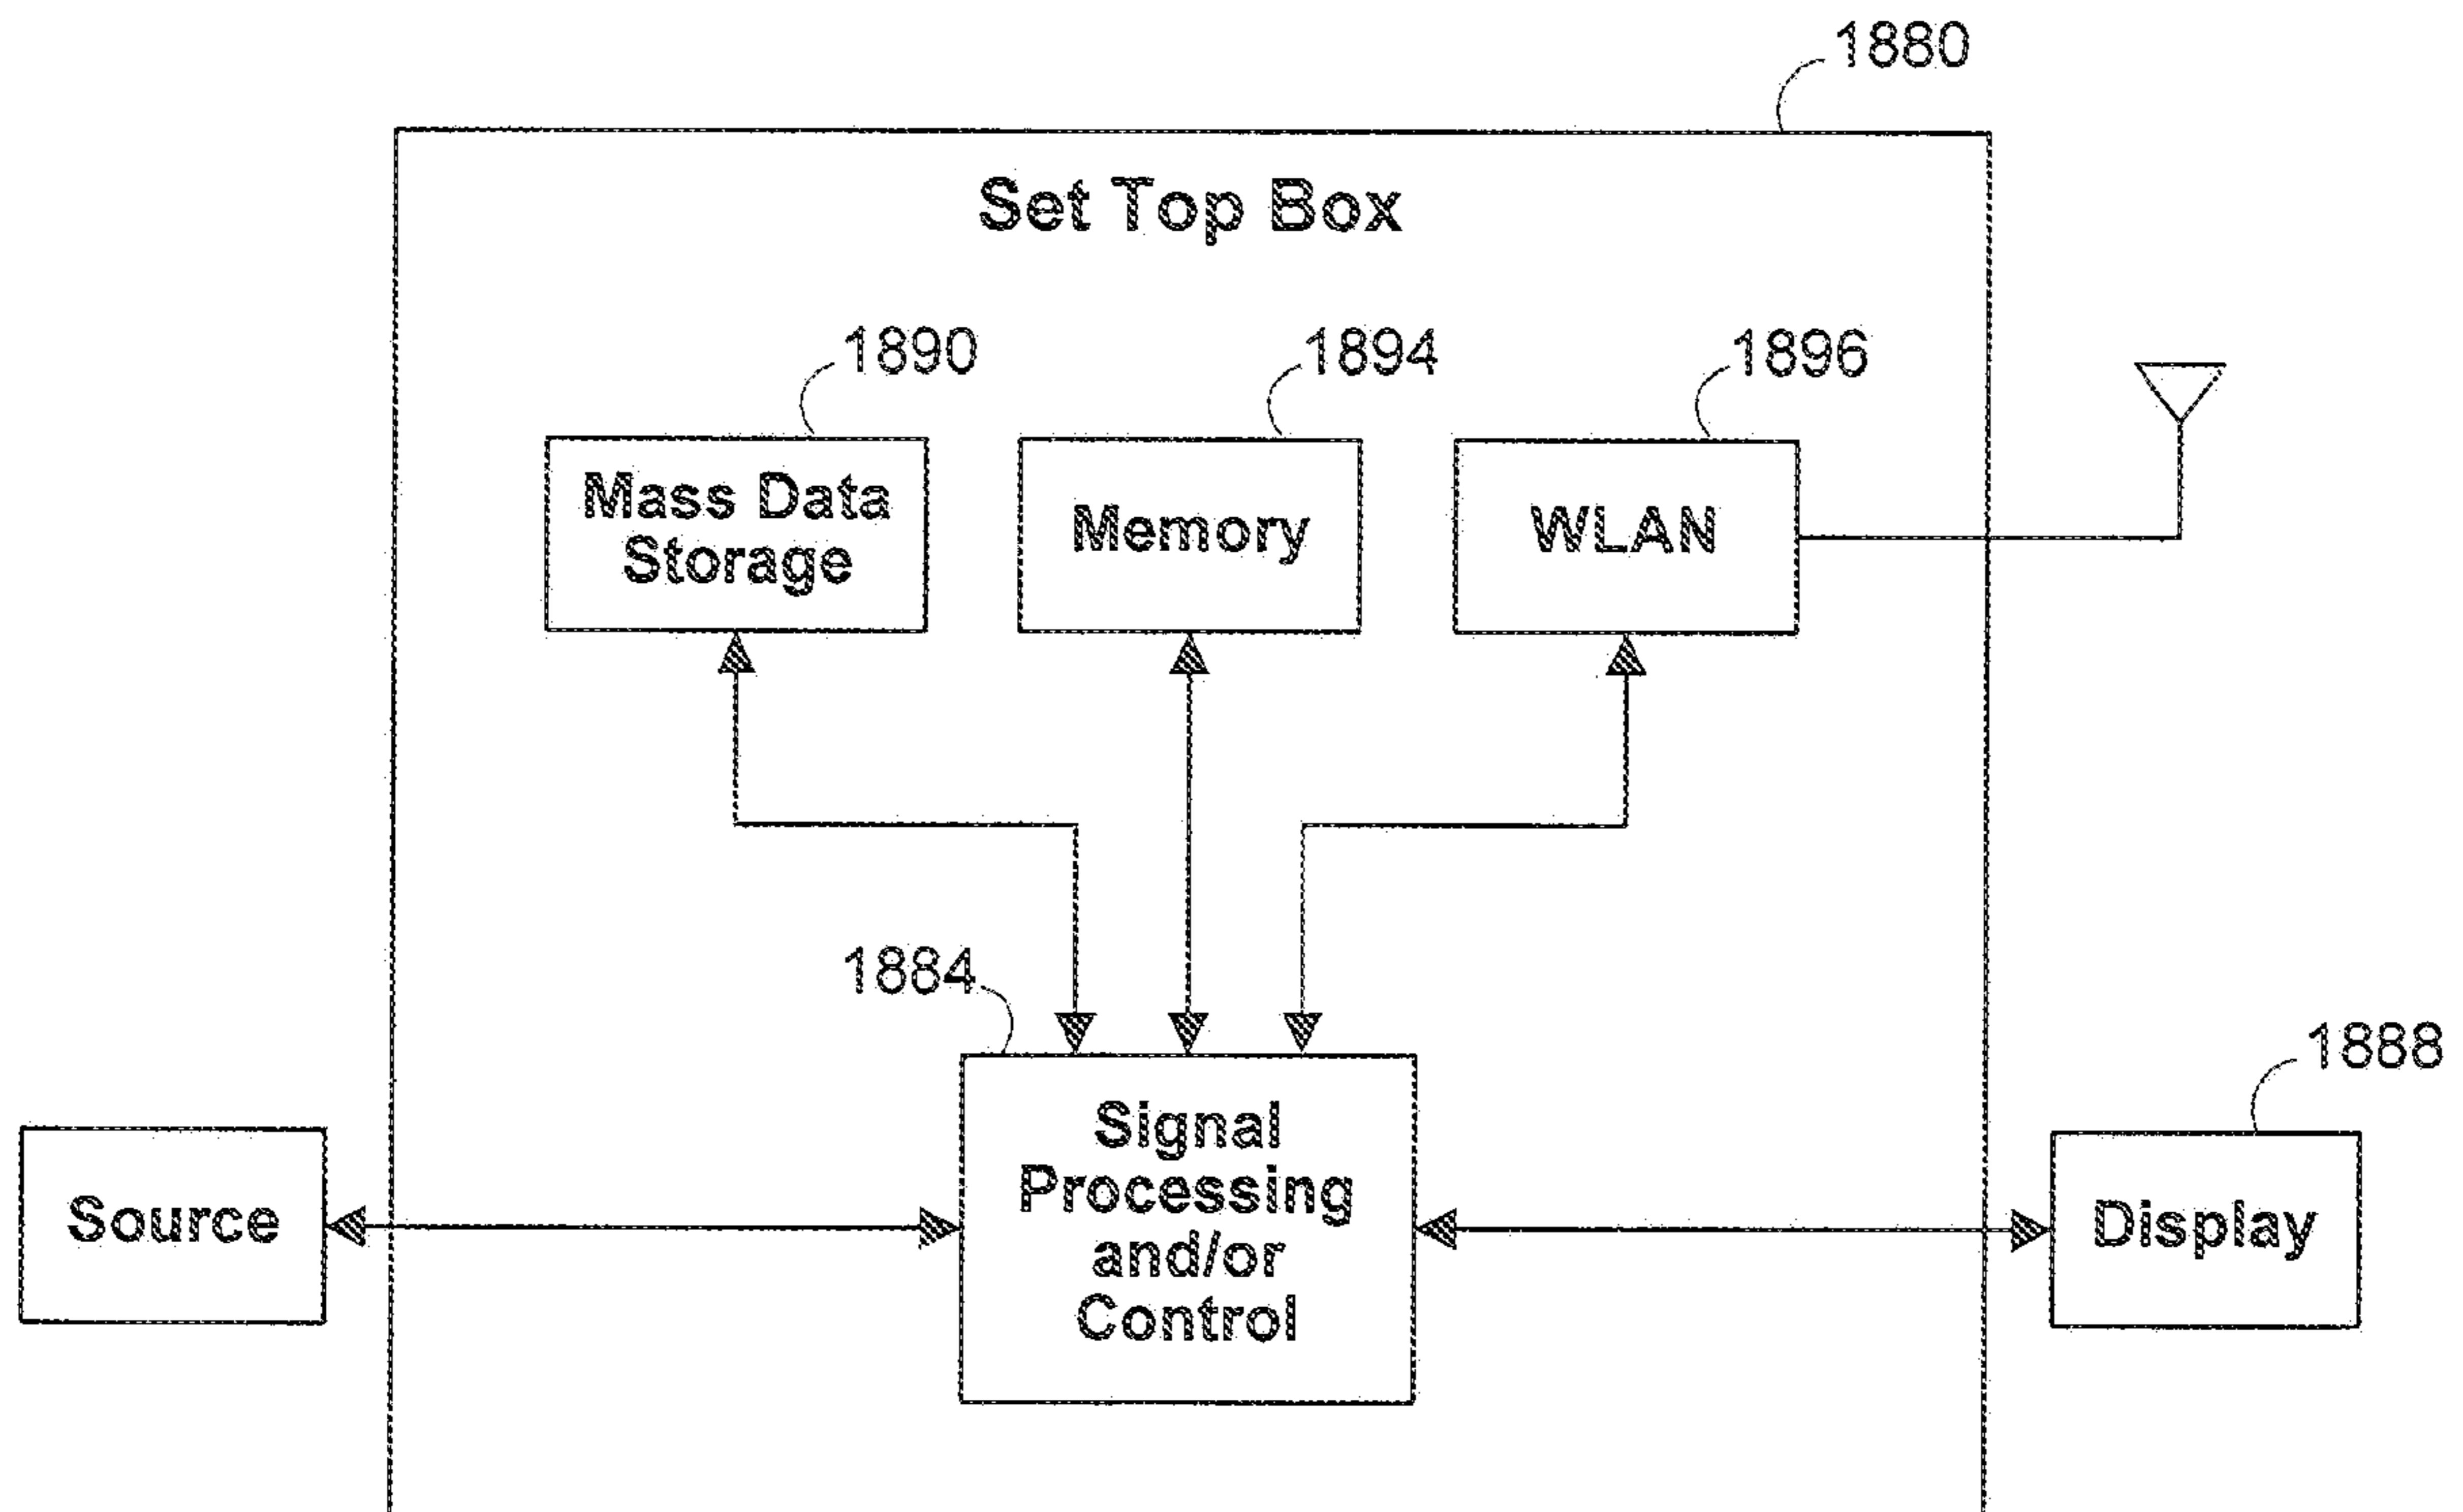 1880
Set Top Box
1890
1894
1896
Mass Data
Storage
Memory
WLAN
1884
1888
Signal
Processing
and/or
Control
Source
Display